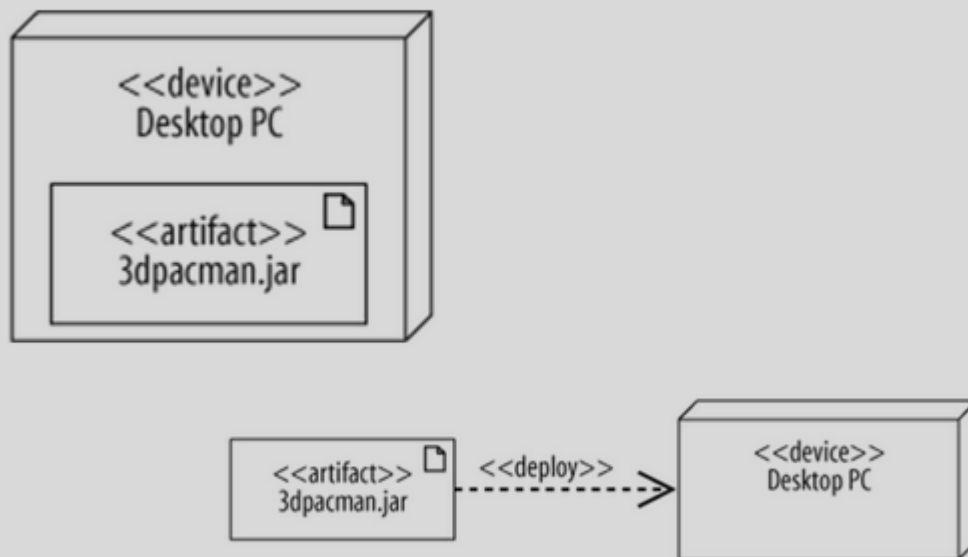 <<device>>
Desktop PC
<<artifact>>
3dpacman.jar
<<artifact>>
3dpacman.jar
<<deploy>>
<<device>>
Desktop PC